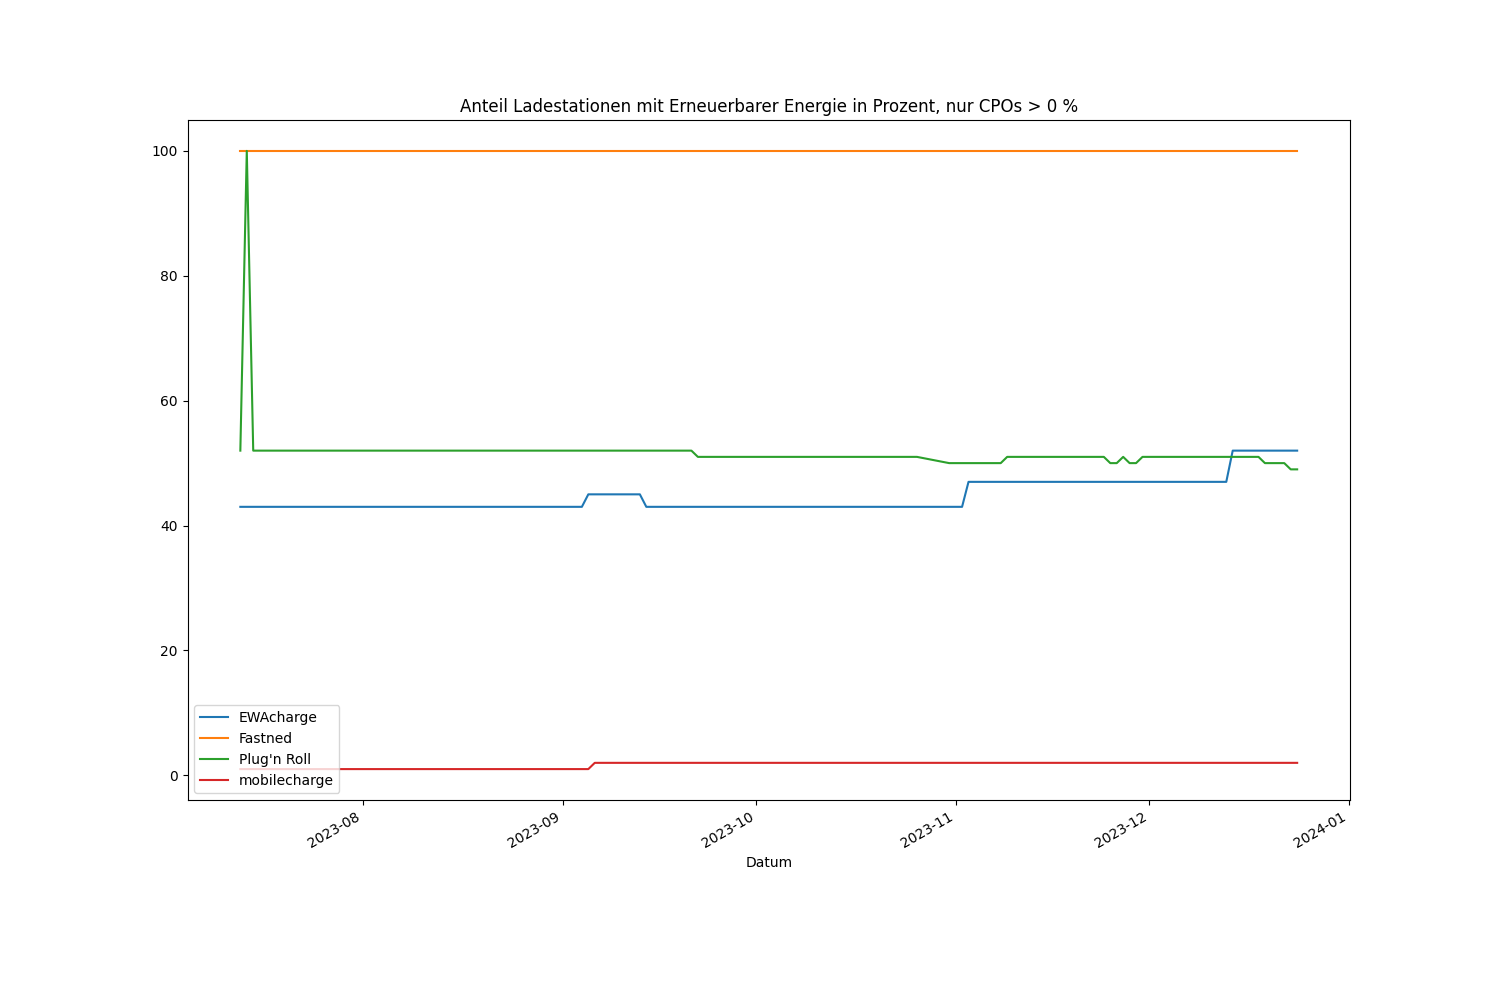 Anteil Ladestationen mit Erneuerbarer Energie in Prozent, nur CPOs > 0 %
100
80
60
40
20
0
EWAcharge
Fastned
Plug'n Roll
mobilecharge
2023-08
2023-09
2023-10
2023-11
2023-12
2024-01
Datum